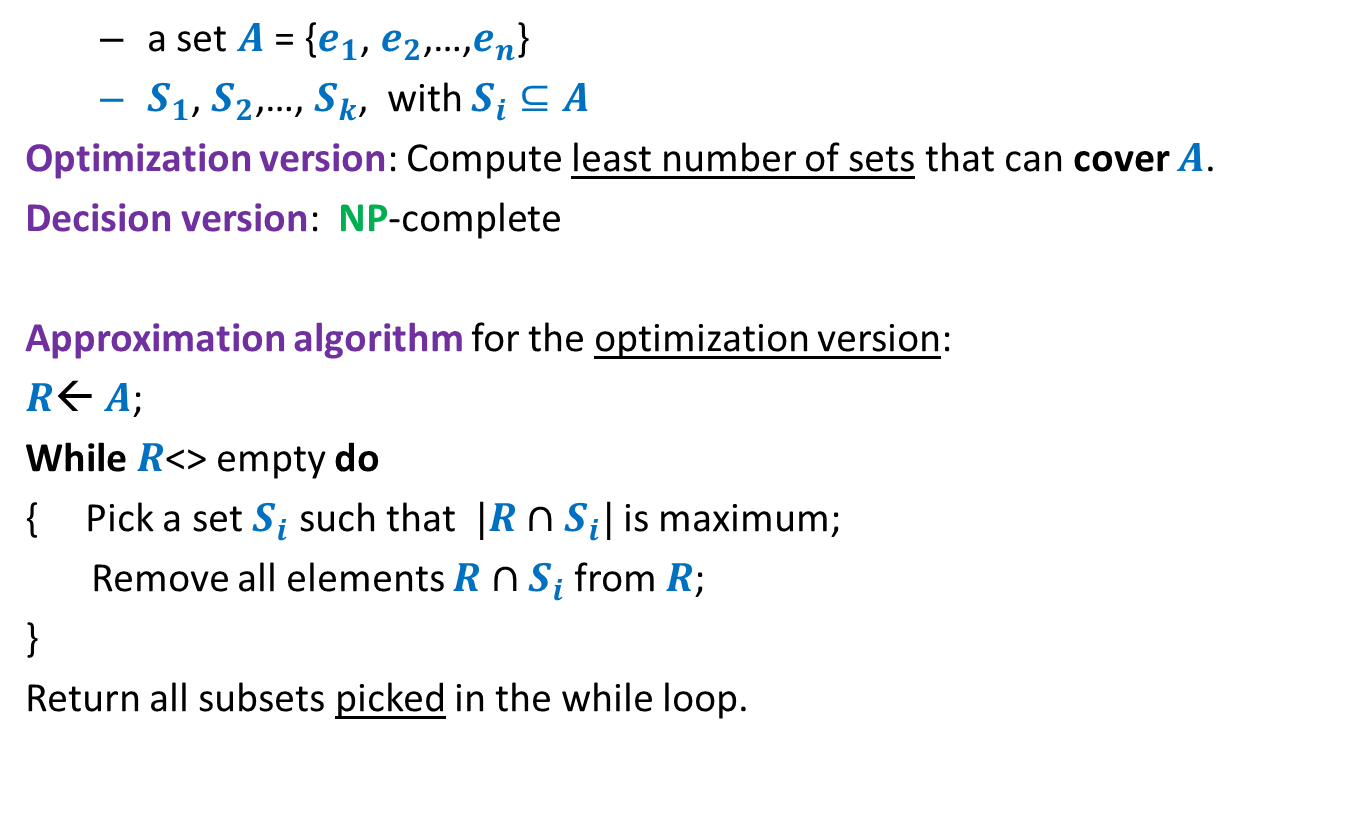 – a set A = {e₁, e₂,...,eₙ}
– S₁, S₂,..., Sₖ, with Sᵢ ⊆ A
Optimization version: Compute least number of sets that can cover A.
Decision version: NP-complete
Approximation algorithm for the optimization version:
R← A;
While R<> empty do
{ Pick a set Sᵢ such that |R ∩ Sᵢ| is maximum;
Remove all elements R ∩ Sᵢ from R;
}
Return all subsets picked in the while loop.